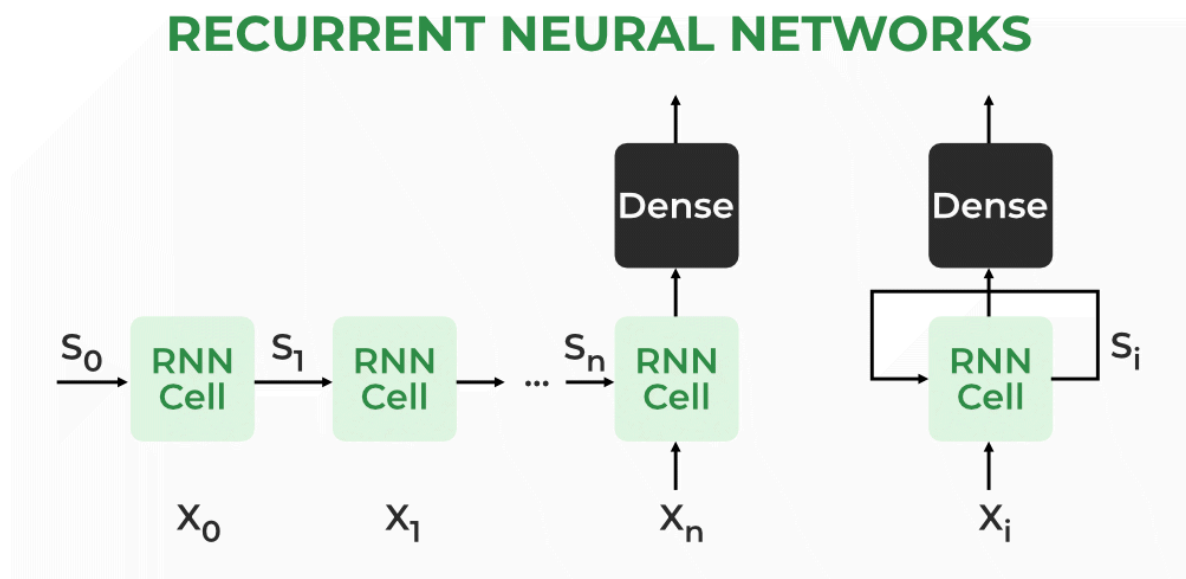 RECURRENT NEURAL NETWORKS
Dense
Dense
S₀
RNN
Cell
S₁
RNN
Cell
...
Sₙ
RNN
Cell
RNN
Cell
Sᵢ
X₀
X₁
Xₙ
Xᵢ